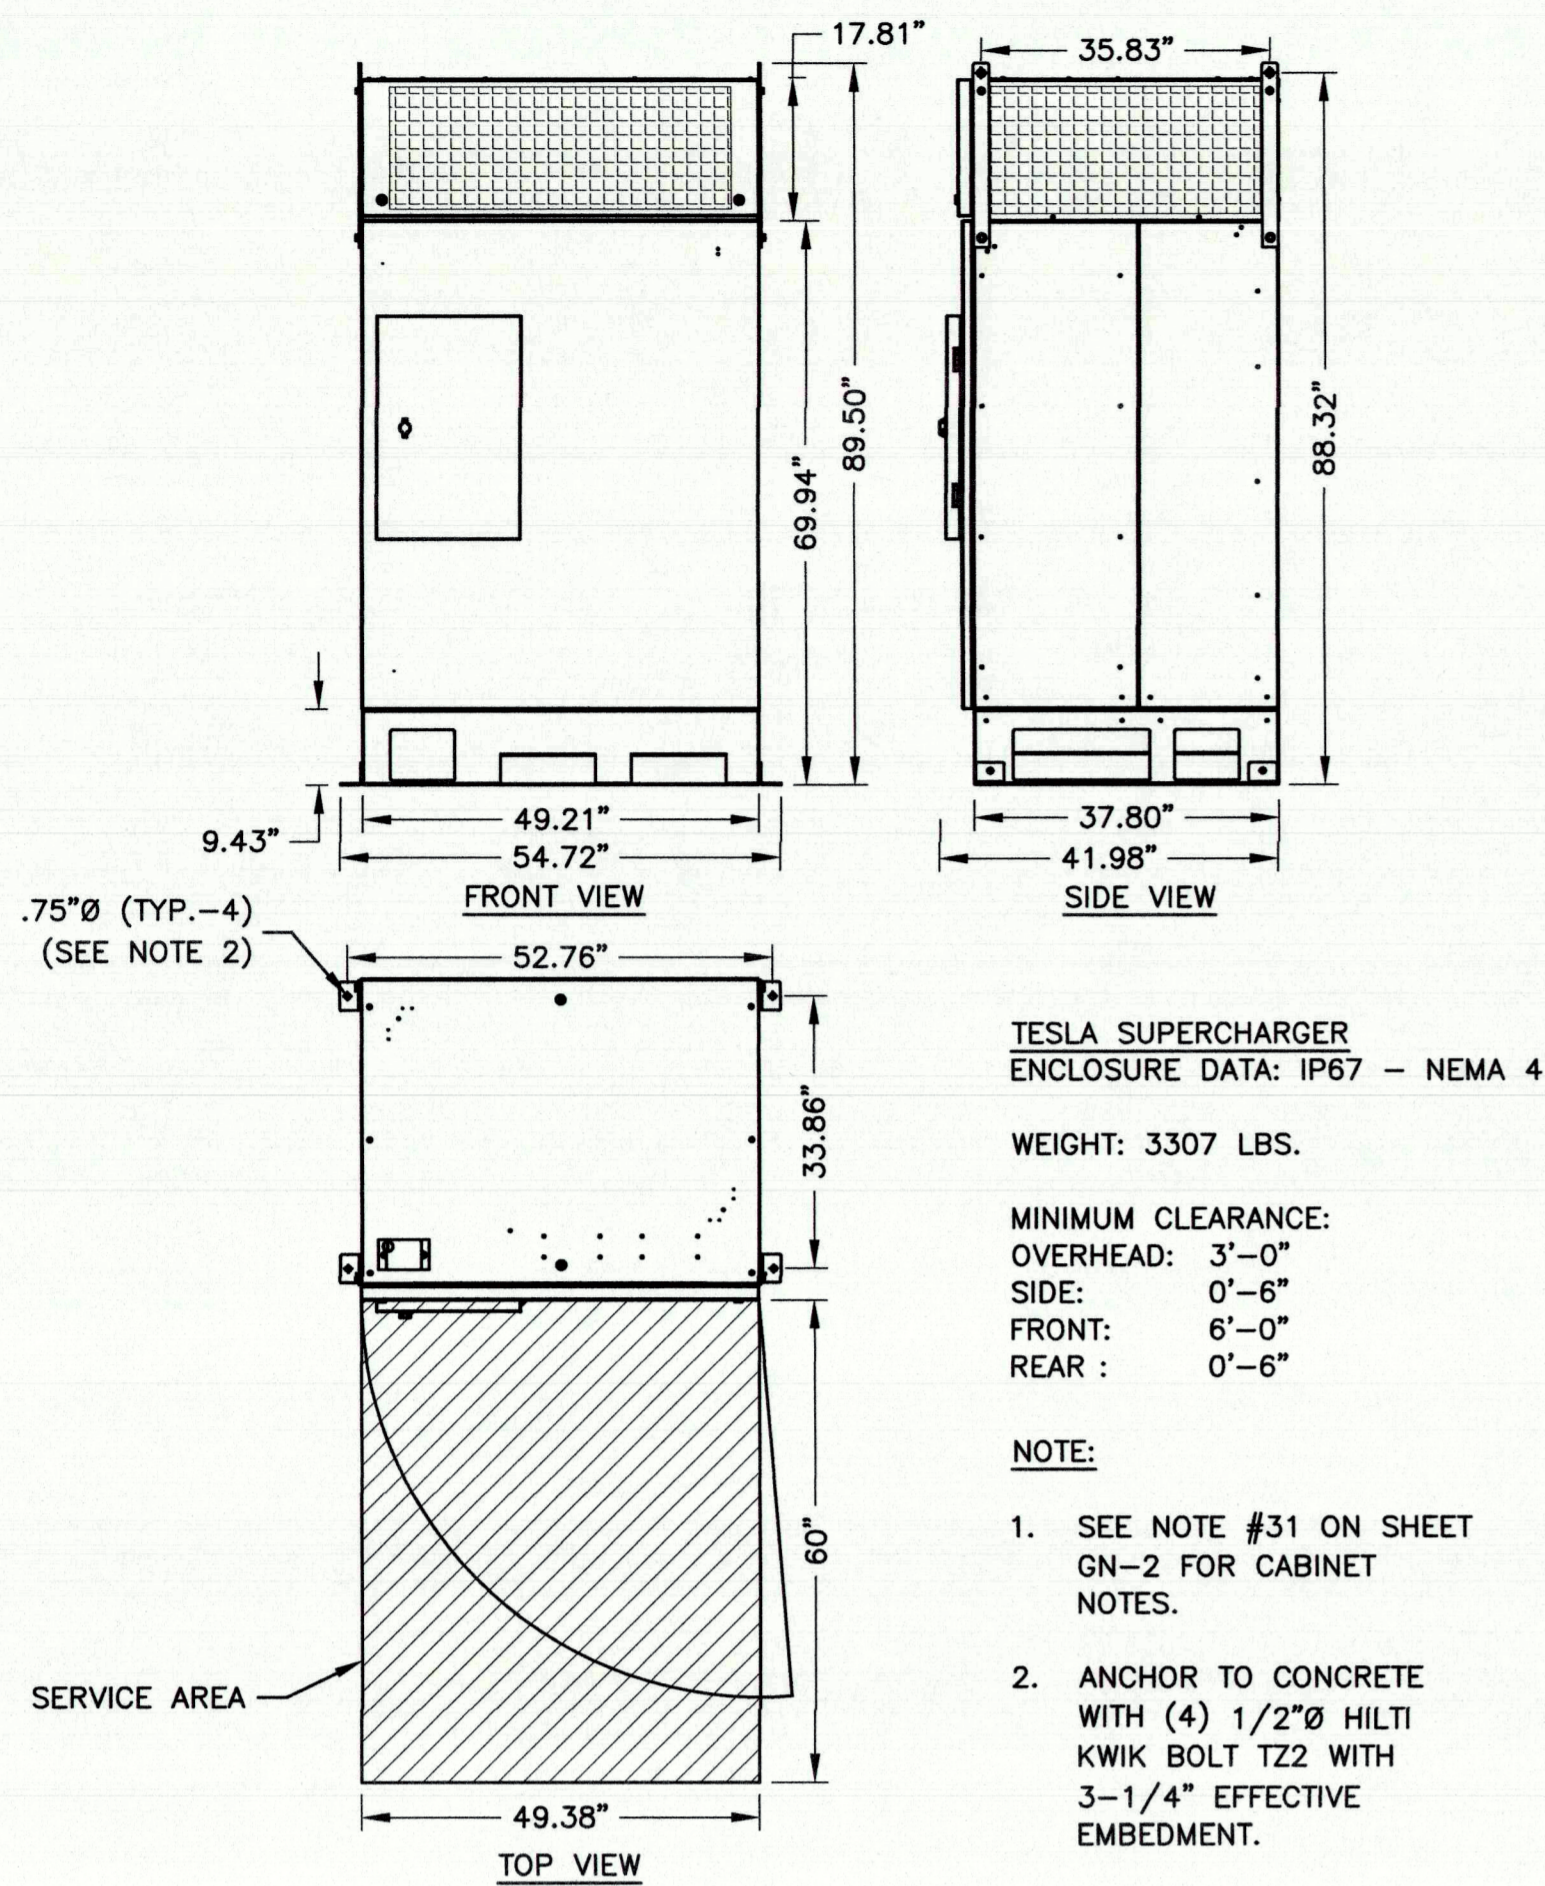 17.81"
35.83"
89.50"
69.94"
88.32"
9.43"
49.21"
54.72"
FRONT VIEW
37.80"
41.98"
SIDE VIEW
.75"Ø (TYP.-4)
(SEE NOTE 2)
52.76"
33.86"
60"
SERVICE AREA
49.38"
TOP VIEW
TESLA SUPERCHARGER
ENCLOSURE DATA: IP67 - NEMA 4
WEIGHT: 3307 LBS.
MINIMUM CLEARANCE:
OVERHEAD: 3'-0"
SIDE: 0'-6"
FRONT: 6'-0"
REAR : 0'-6"
NOTE:
1. SEE NOTE #31 ON SHEET
GN-2 FOR CABINET
NOTES.
2. ANCHOR TO CONCRETE
WITH (4) 1/2"Ø HILTI
KWIK BOLT TZ2 WITH
3-1/4" EFFECTIVE
EMBEDMENT.